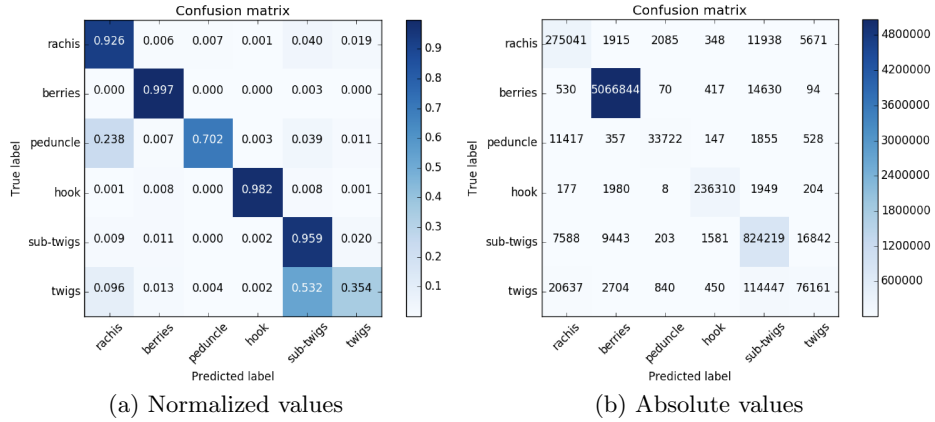 Confusion matrix
rachis 0.926 0.006 0.007 0.001 0.040 0.019
berries 0.000 0.997 0.000 0.000 0.003 0.000
peduncle 0.238 0.007 0.702 0.003 0.039 0.011
hook 0.001 0.008 0.000 0.982 0.008 0.001
sub-twigs 0.009 0.011 0.000 0.002 0.959 0.020
twigs 0.096 0.013 0.004 0.002 0.532 0.354
True label
rachis berries peduncle hook sub-twigs twigs
Predicted label
0.9
0.8
0.7
0.6
0.5
0.4
0.3
0.2
0.1
(a) Normalized values
Confusion matrix
rachis 275041 1915 2085 348 11938 5671
berries 530 5066844 70 417 14630 94
peduncle 11417 357 33722 147 1855 528
hook 177 1980 8 236310 1949 204
sub-twigs 7588 9443 203 1581 824219 16842
twigs 20637 2704 840 450 114447 76161
True label
rachis berries peduncle hook sub-twigs twigs
Predicted label
4800000
4200000
3600000
3000000
2400000
1800000
1200000
600000
(b) Absolute values